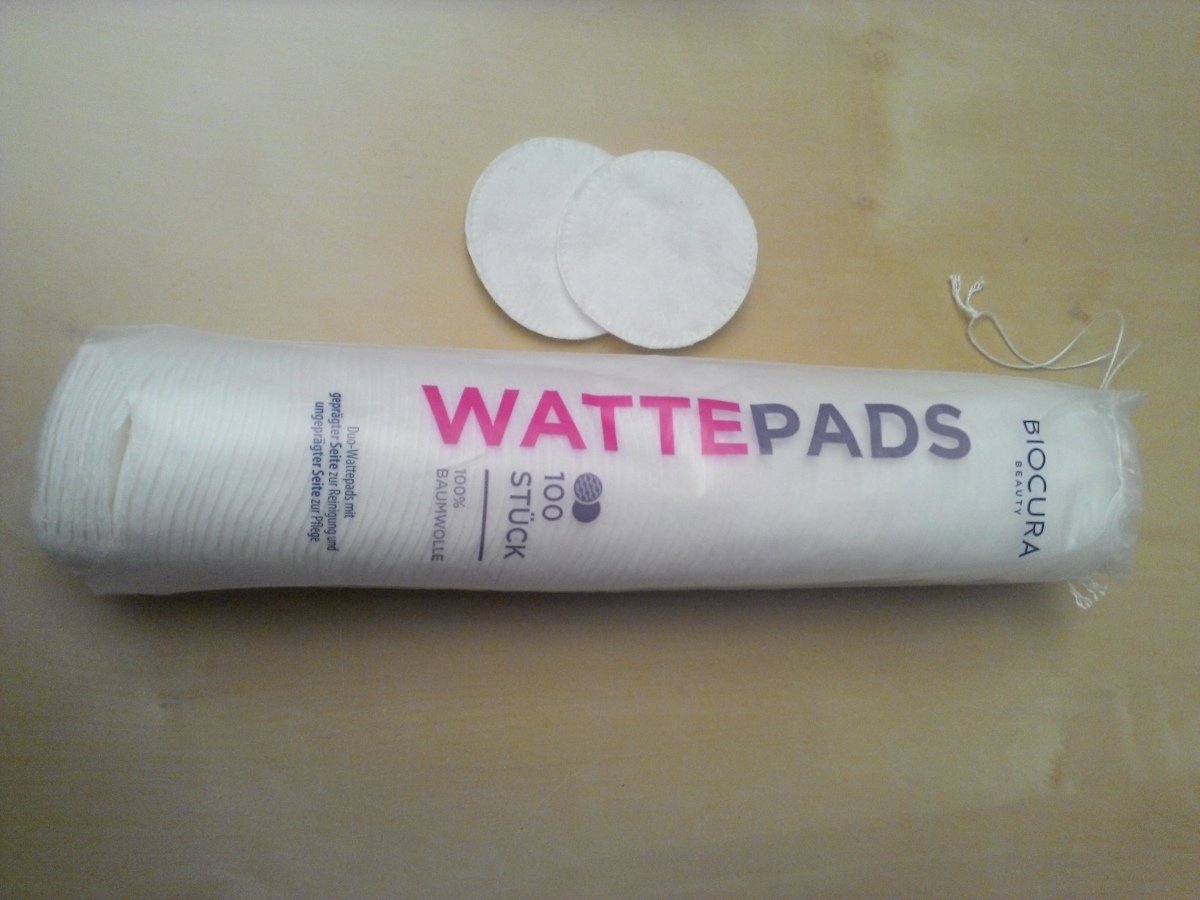 BIOCURA
BEAUTY
WATTEPADS
100
STÜCK
100%
BAUMWOLLE
Duo-Wattepads mit
geprägter Seite zur Reinigung und
ungeprägter Seite zur Pflege